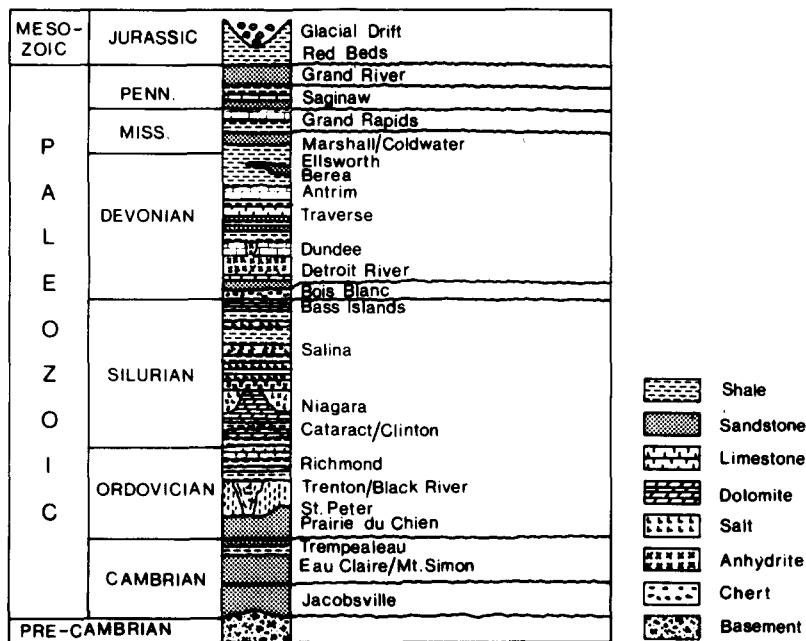 MESO-
ZOIC
JURASSIC
Glacial Drift
Red Beds
PALEOZOIC
PENN.
Grand River
Saginaw
MISS.
Grand Rapids
Marshall/Coldwater
DEVONIAN
Ellsworth
Berea
Antrim
Traverse
Dundee
Detroit River
Bois Blanc
SILURIAN
Bass Islands
Salina
Niagara
Cataract/Clinton
ORDOVICIAN
Richmond
Trenton/Black River
St. Peter
Prairie du Chien
CAMBRIAN
Trempealeau
Eau Claire/Mt. Simon
Jacobsville
PRE-CAMBRIAN
Shale
Sandstone
Limestone
Dolomite
Salt
Anhydrite
Chert
Basement